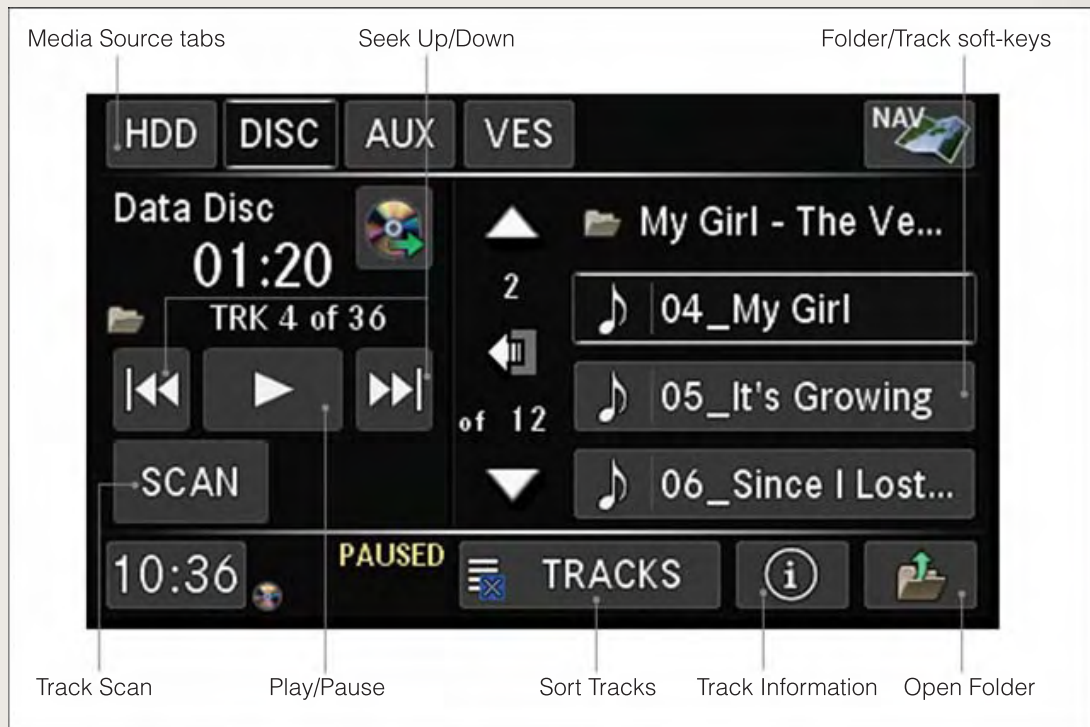 Media Source tabs
Seek Up/Down
Folder/Track soft-keys
HDD
DISC
AUX
VES
NAV
Data Disc
01:20
TRK 4 of 36
SCAN
2
of 12
My Girl - The Ve...
04_My Girl
05_It's Growing
06_Since I Lost...
10:36
PAUSED
TRACKS
i
Track Scan
Play/Pause
Sort Tracks
Track Information
Open Folder